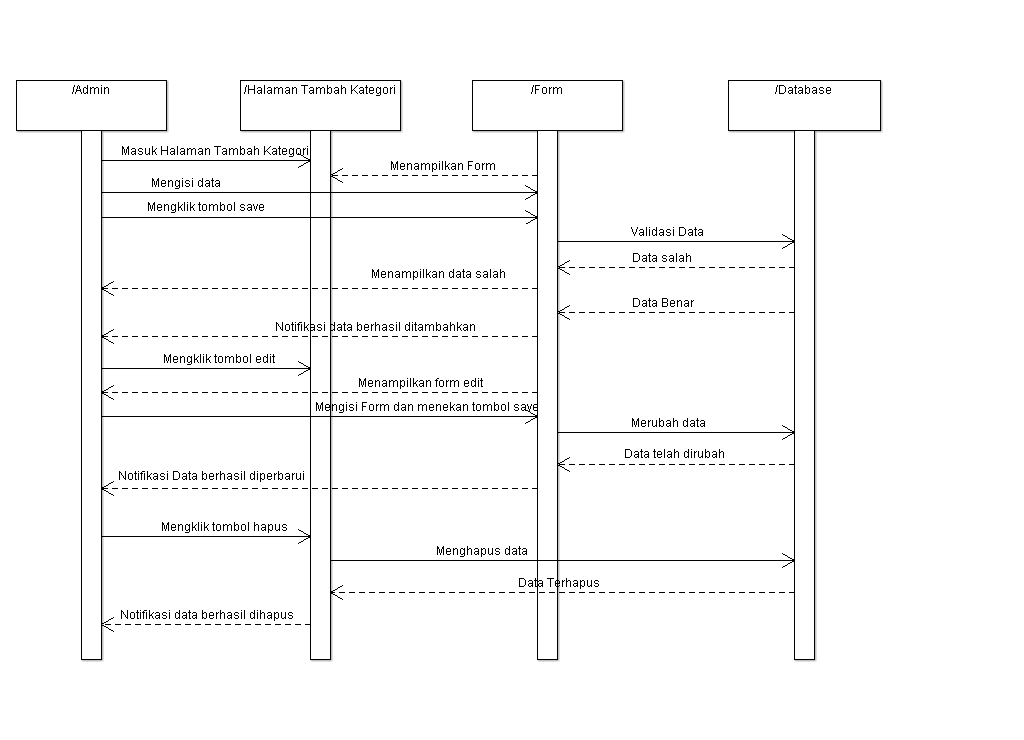 /Admin
/Halaman Tambah Kategori
/Form
/Database
Masuk Halaman Tambah Kategori
Menampilkan Form
Mengisi data
Mengklik tombol save
Validasi Data
Data salah
Menampilkan data salah
Data Benar
Notifikasi data berhasil ditambahkan
Mengklik tombol edit
Menampilkan form edit
Mengisi Form dan menekan tombol save
Merubah data
Data telah dirubah
Notifikasi Data berhasil diperbarui
Mengklik tombol hapus
Menghapus data
Data Terhapus
Notifikasi data berhasil dihapus